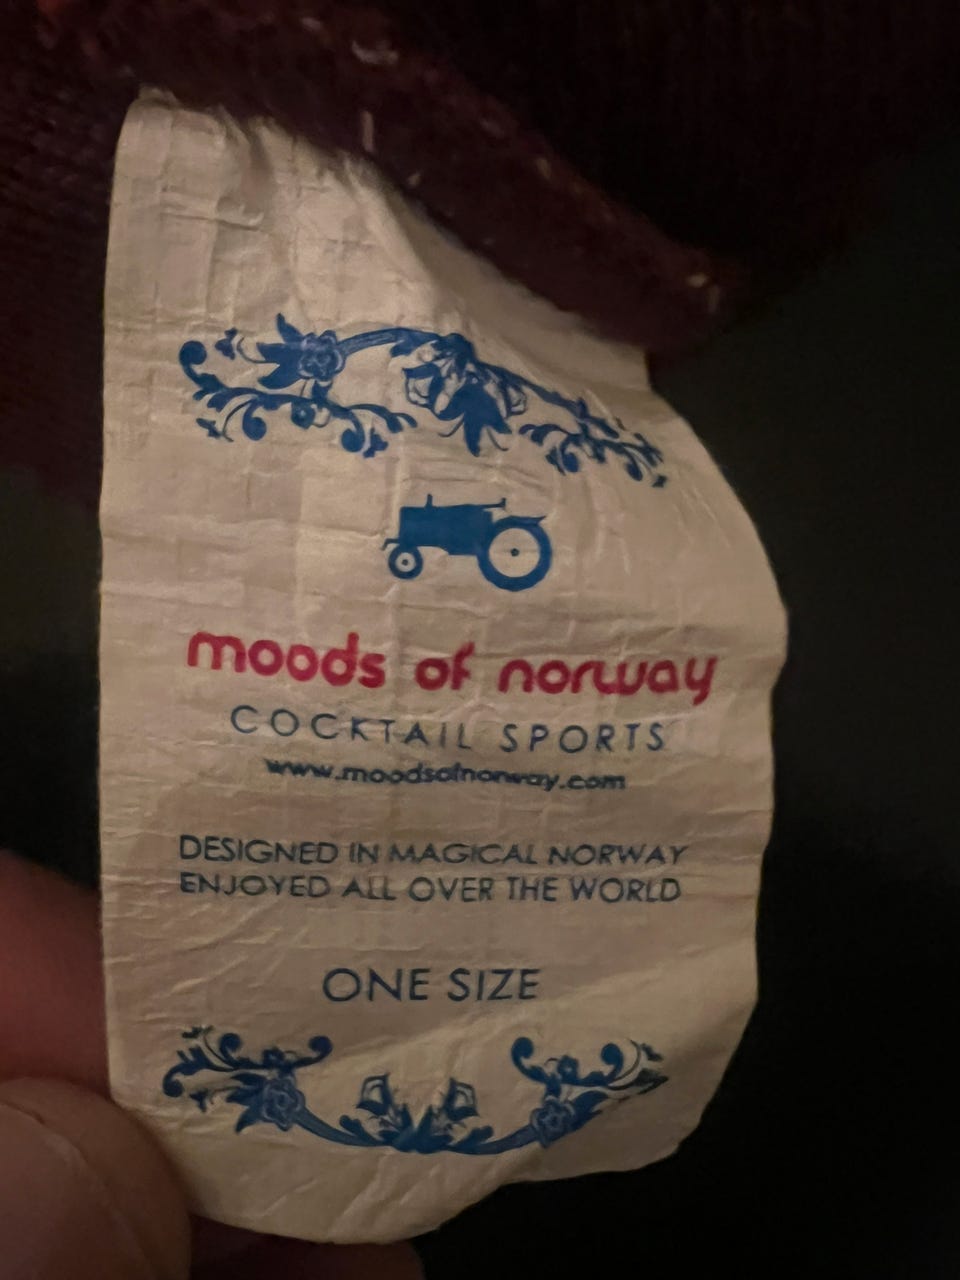 moods of norway
COCKTAIL SPORTS
www.moodsofnorway.com
DESIGNED IN MAGICAL NORWAY
ENJOYED ALL OVER THE WORLD
ONE SIZE